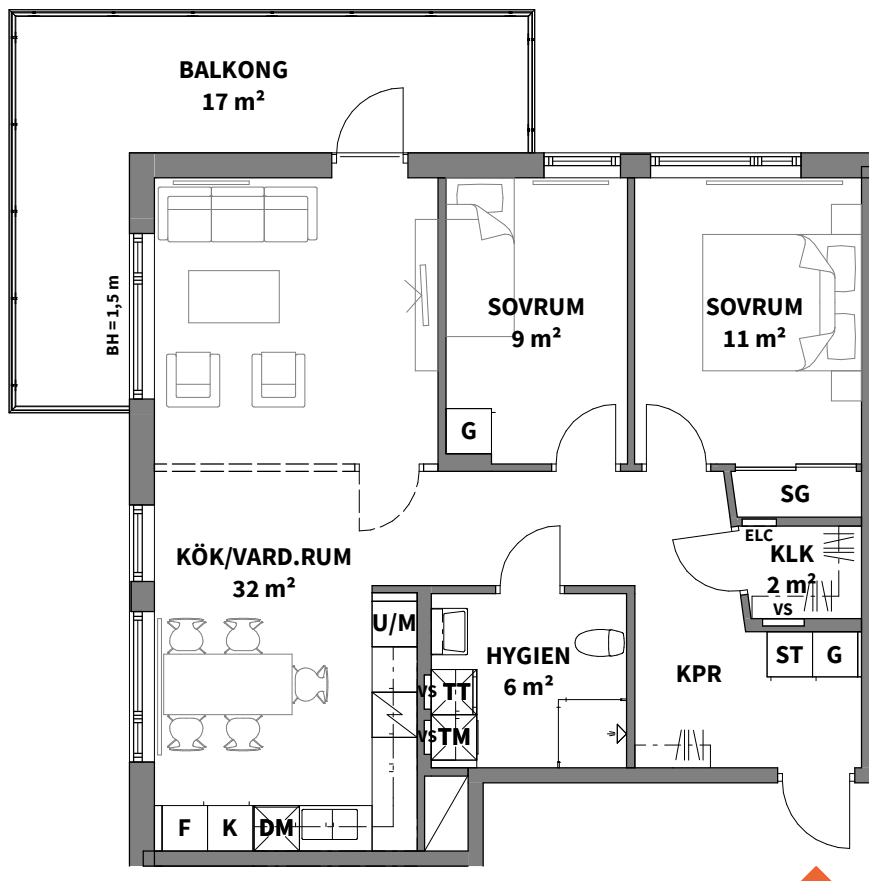 BALKONG
17 m²
BH = 1,5 m
SOVRUM
9 m²
SOVRUM
11 m²
G
SG
ELC
KLK
2 m²
VS
KÖK/VARD.RUM
32 m²
U/M
HYGIEN
6 m²
VS TT
VS TM
KPR
ST G
F K DM